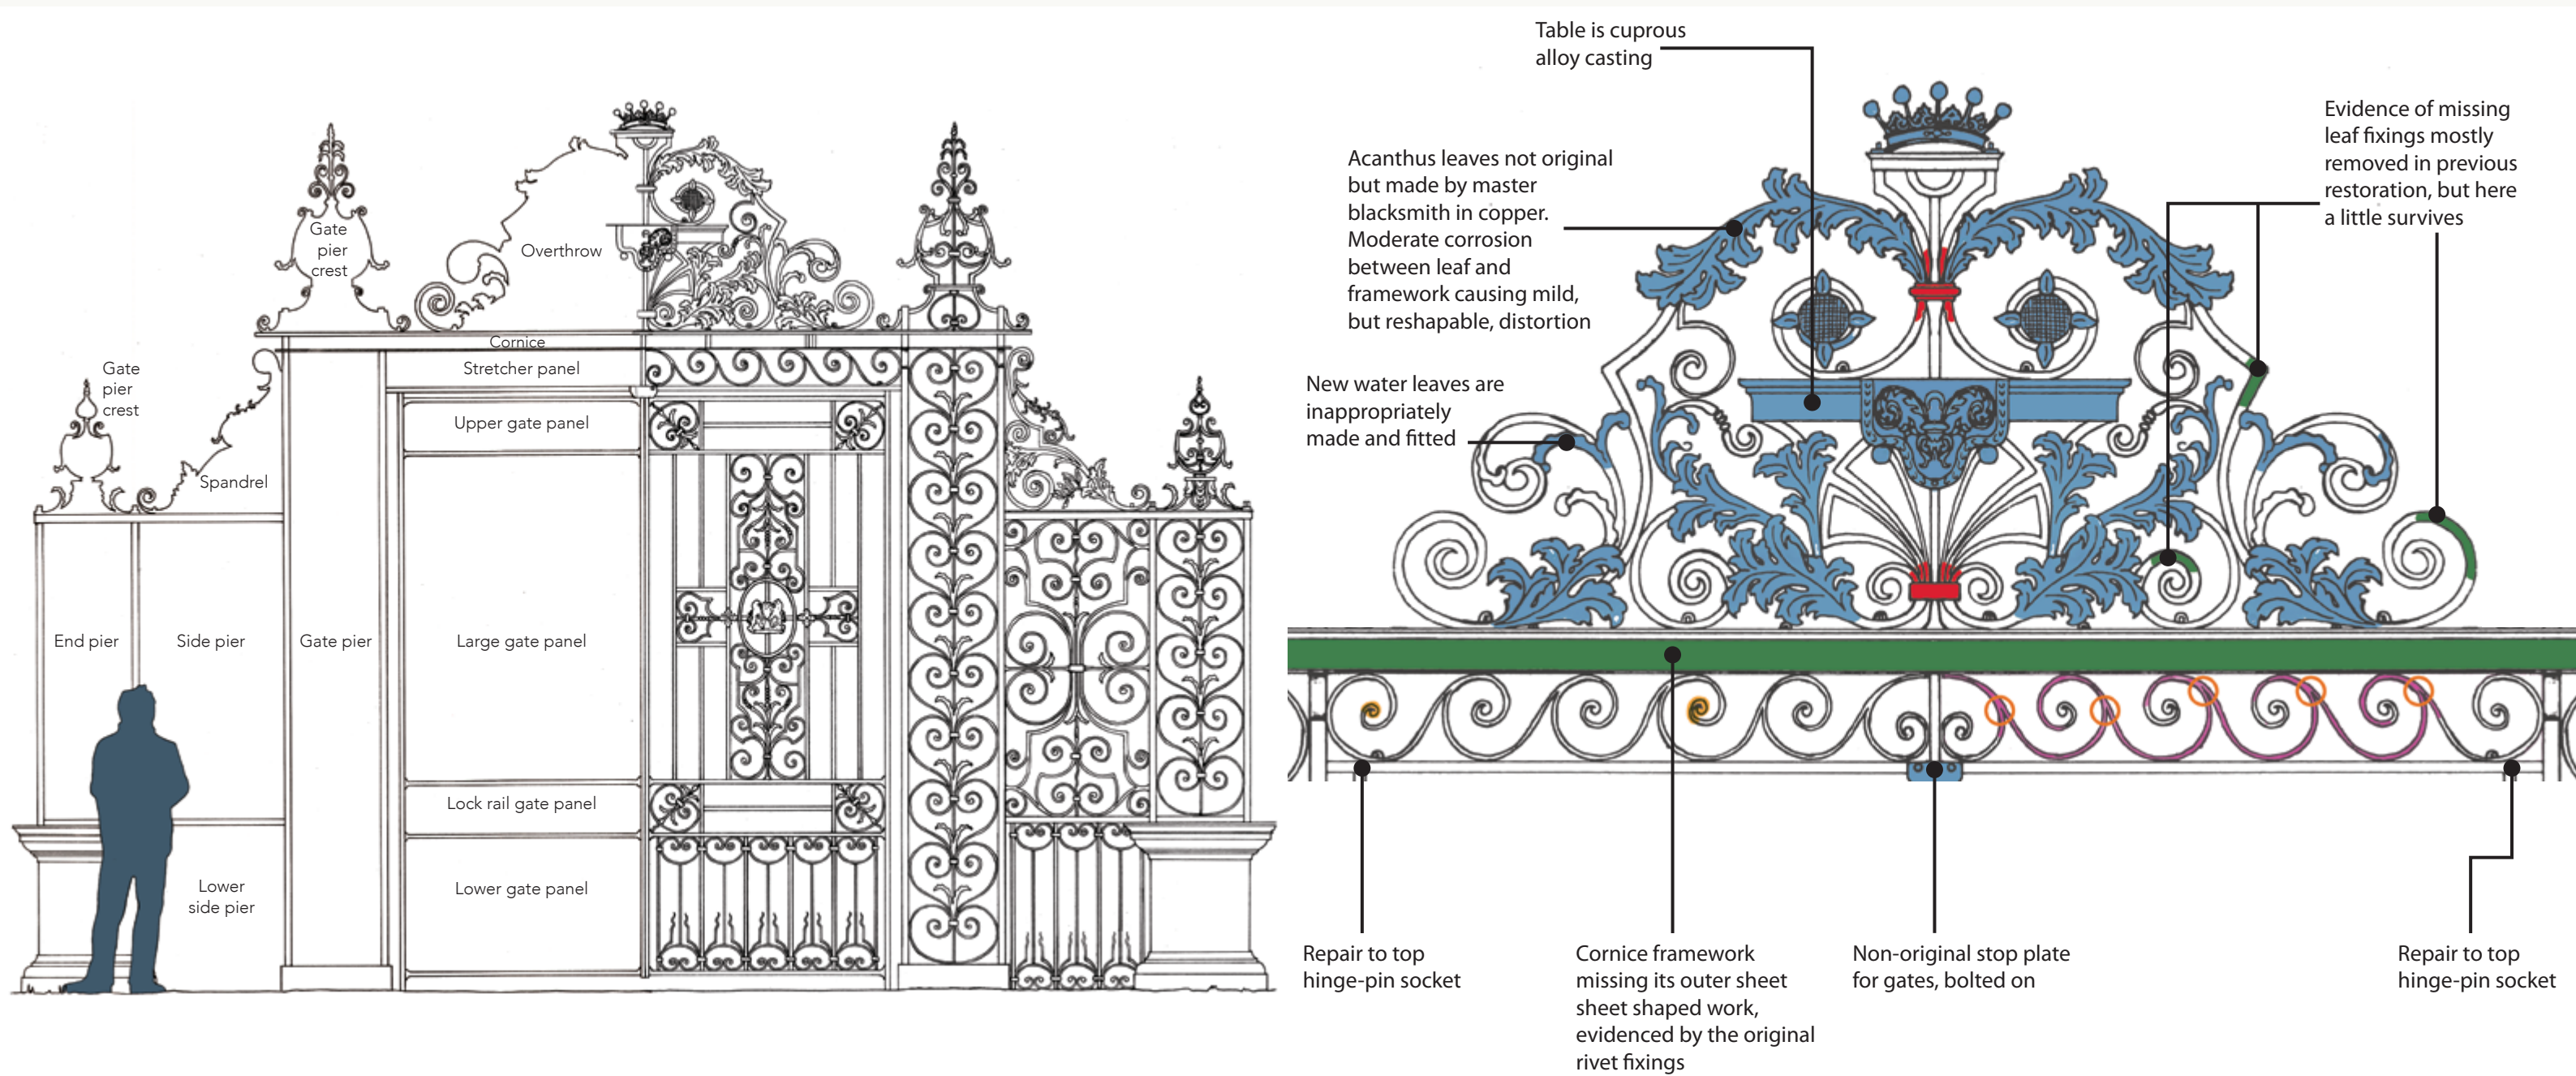 Gate
pier
crest
Overthrow
Cornice
Stretcher panel
Gate
pier
crest
Upper gate panel
Spandrel
End pier
Side pier
Gate pier
Large gate panel
Lock rail gate panel
Lower
side pier
Lower gate panel
Table is cuprous
alloy casting
Acanthus leaves not original
but made by master
blacksmith in copper.
Moderate corrosion
between leaf and
framework causing mild,
but reshapable, distortion
New water leaves are
inappropriately
made and fitted
Evidence of missing
leaf fixings mostly
removed in previous
restoration, but here
a little survives
Repair to top
hinge-pin socket
Cornice framework
missing its outer sheet
sheet shaped work,
evidenced by the original
rivet fixings
Non-original stop plate
for gates, bolted on
Repair to top
hinge-pin socket